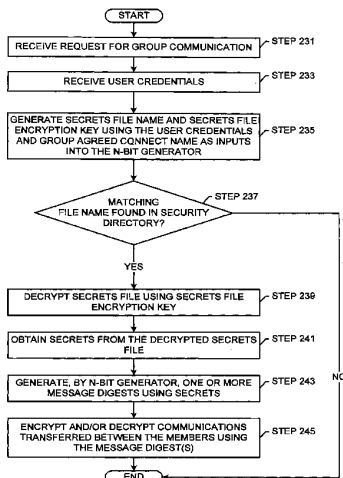 START
RECEIVE REQUEST FOR GROUP COMMUNICATION
STEP 231
RECEIVE USER CREDENTIALS
STEP 233
GENERATE SECRETS FILE NAME AND SECRETS FILE
ENCRYPTION KEY USING THE USER CREDENTIALS
AND GROUP AGREED CONNECT NAME AS INPUTS
INTO THE N-BIT GENERATOR
STEP 235
MATCHING
FILE NAME FOUND IN SECURITY
DIRECTORY?
STEP 237
YES
DECRYPT SECRETS FILE USING SECRETS FILE
ENCRYPTION KEY
STEP 239
OBTAIN SECRETS FROM THE DECRYPTED SECRETS
FILE
STEP 241
NO
GENERATE, BY N-BIT GENERATOR, ONE OR MORE
MESSAGE DIGESTS USING SECRETS
STEP 243
ENCRYPT AND/OR DECRYPT COMMUNICATIONS
TRANSFERRED BETWEEN THE MEMBERS USING
THE MESSAGE DIGEST(S)
STEP 245
END